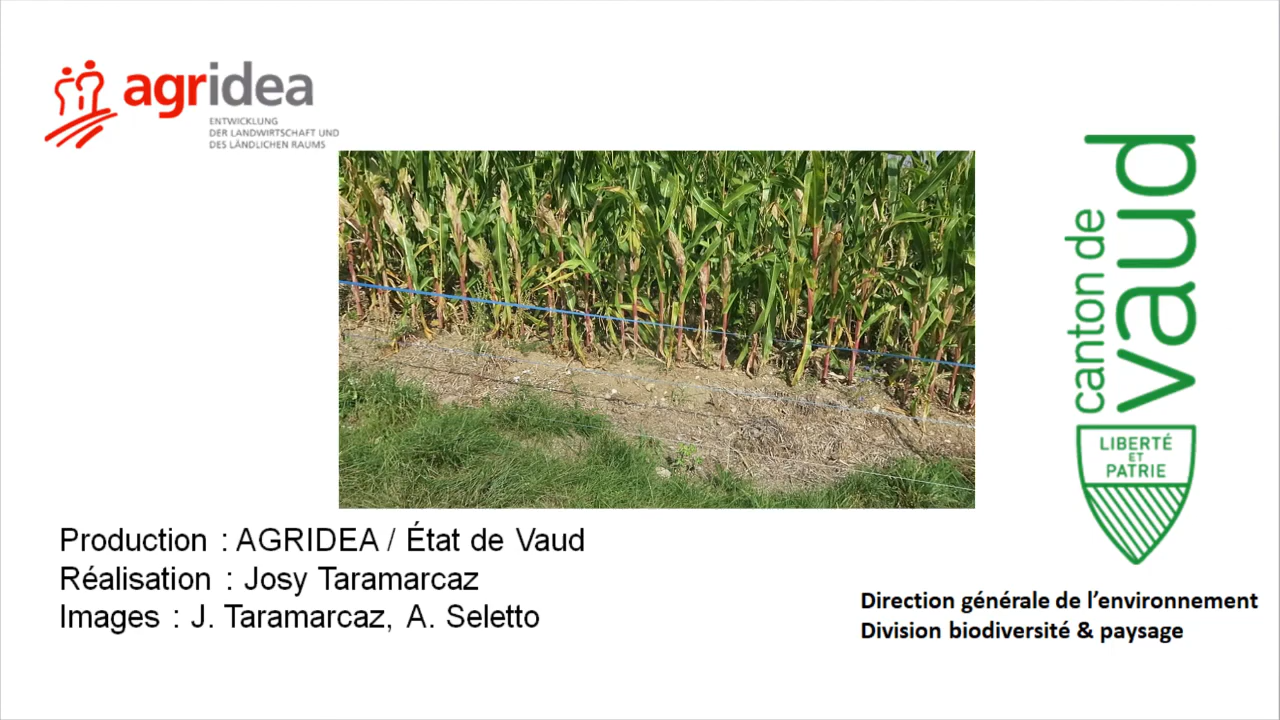 agridea
ENTWICKLUNG
DER LANDWIRTSCHAFT UND
DES LÄNDLICHEN RAUMS
canton de
vaud
LIBERTÉ
ET
PATRIE
Production : AGRIDEA / État de Vaud
Réalisation : Josy Taramarcaz
Images : J. Taramarcaz, A. Seletto
Direction générale de l’environnement
Division biodiversité & paysage